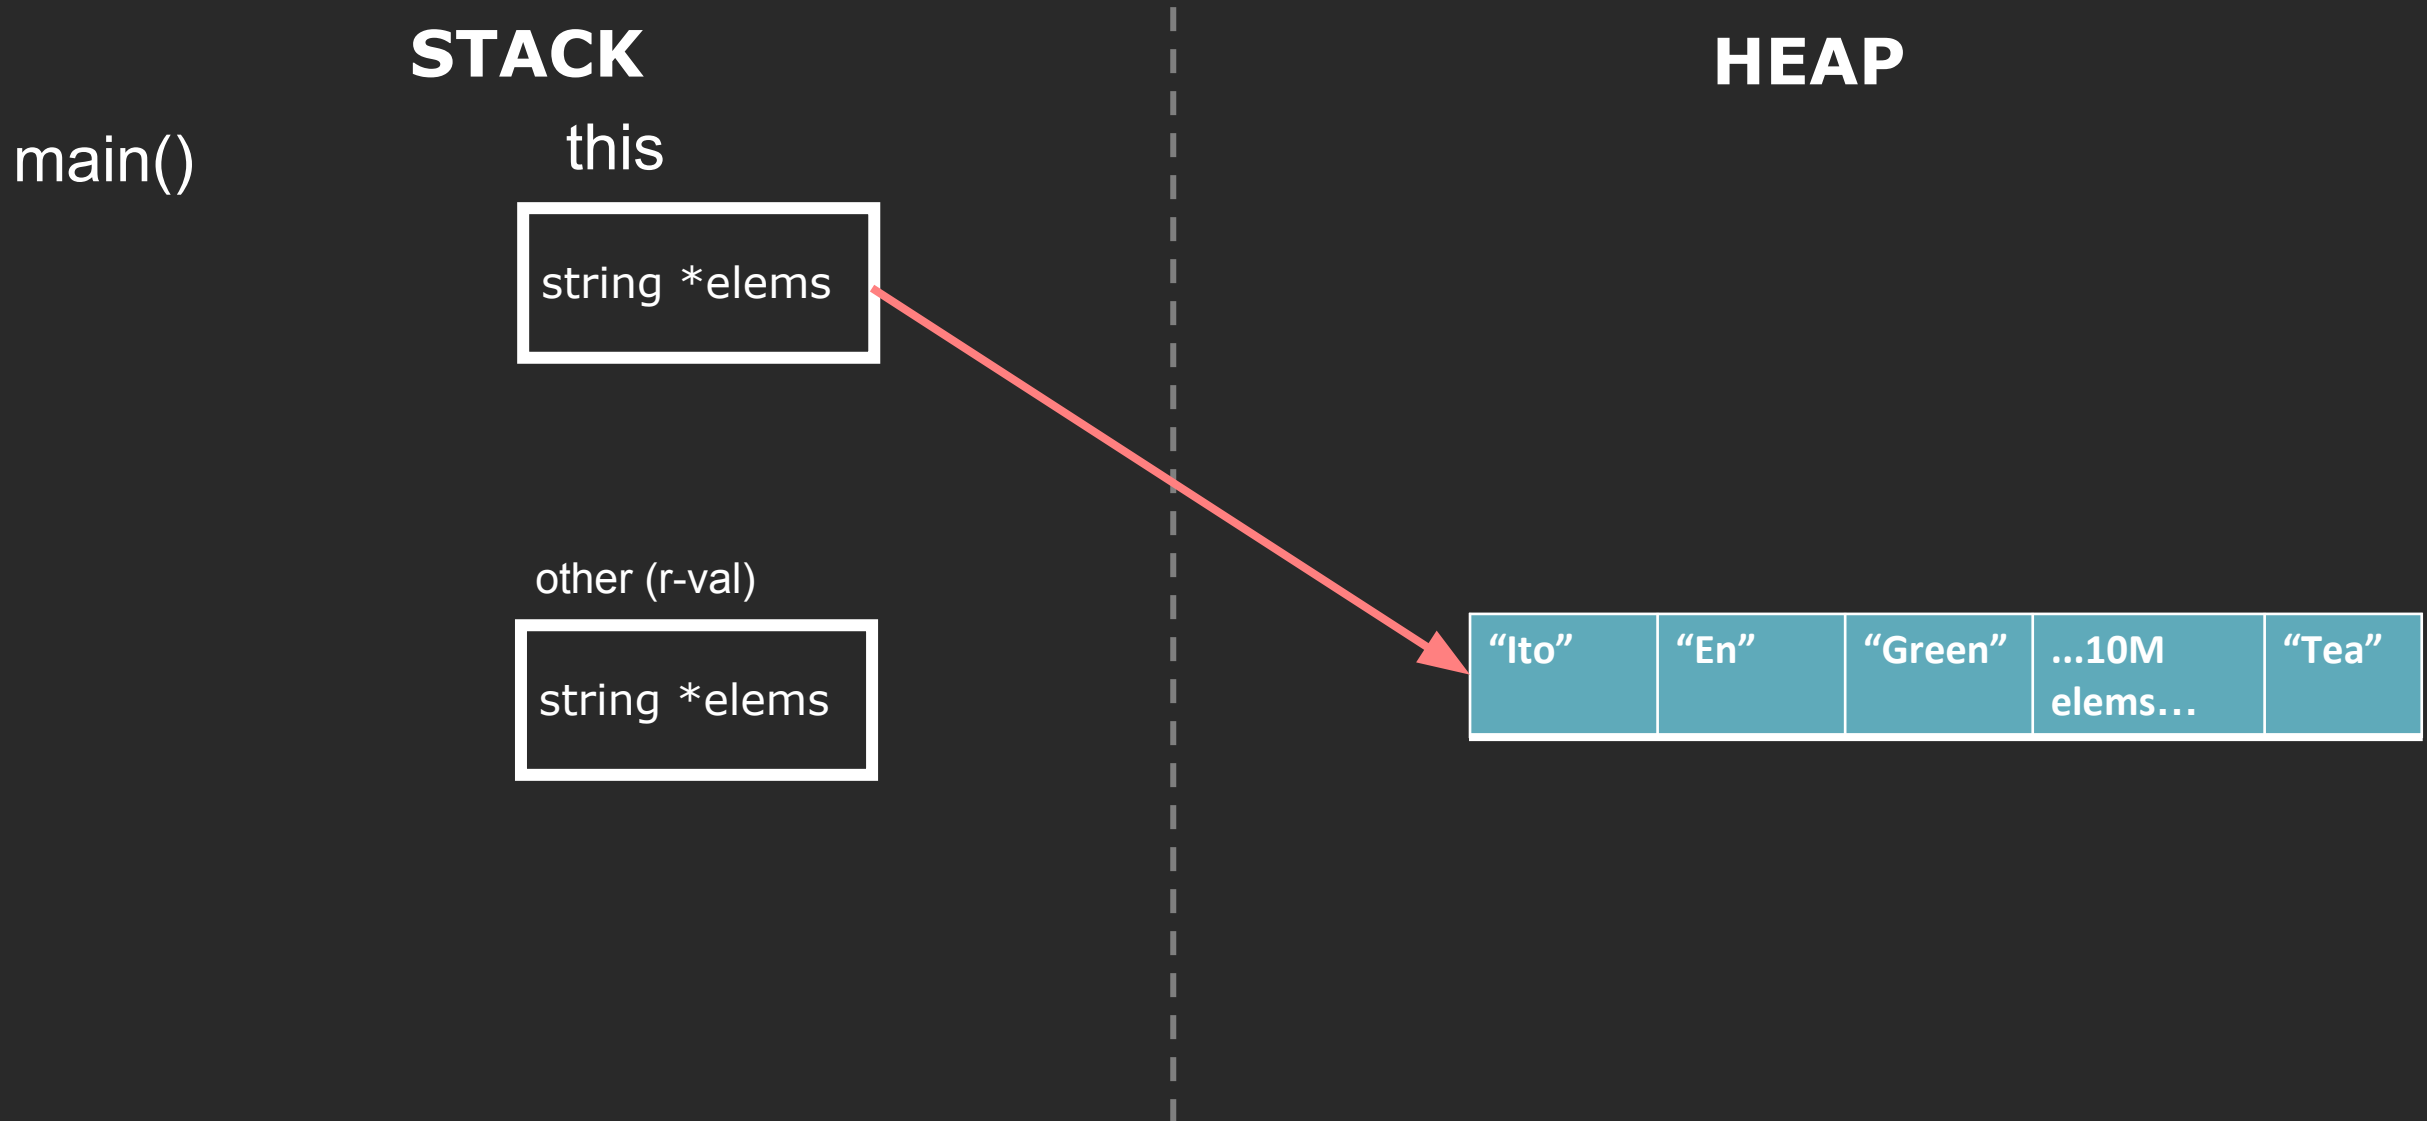 STACK
HEAP
main()
this
string *elems
other (r-val)
string *elems
“Ito”
“En”
“Green”
...10M
elems…
“Tea”